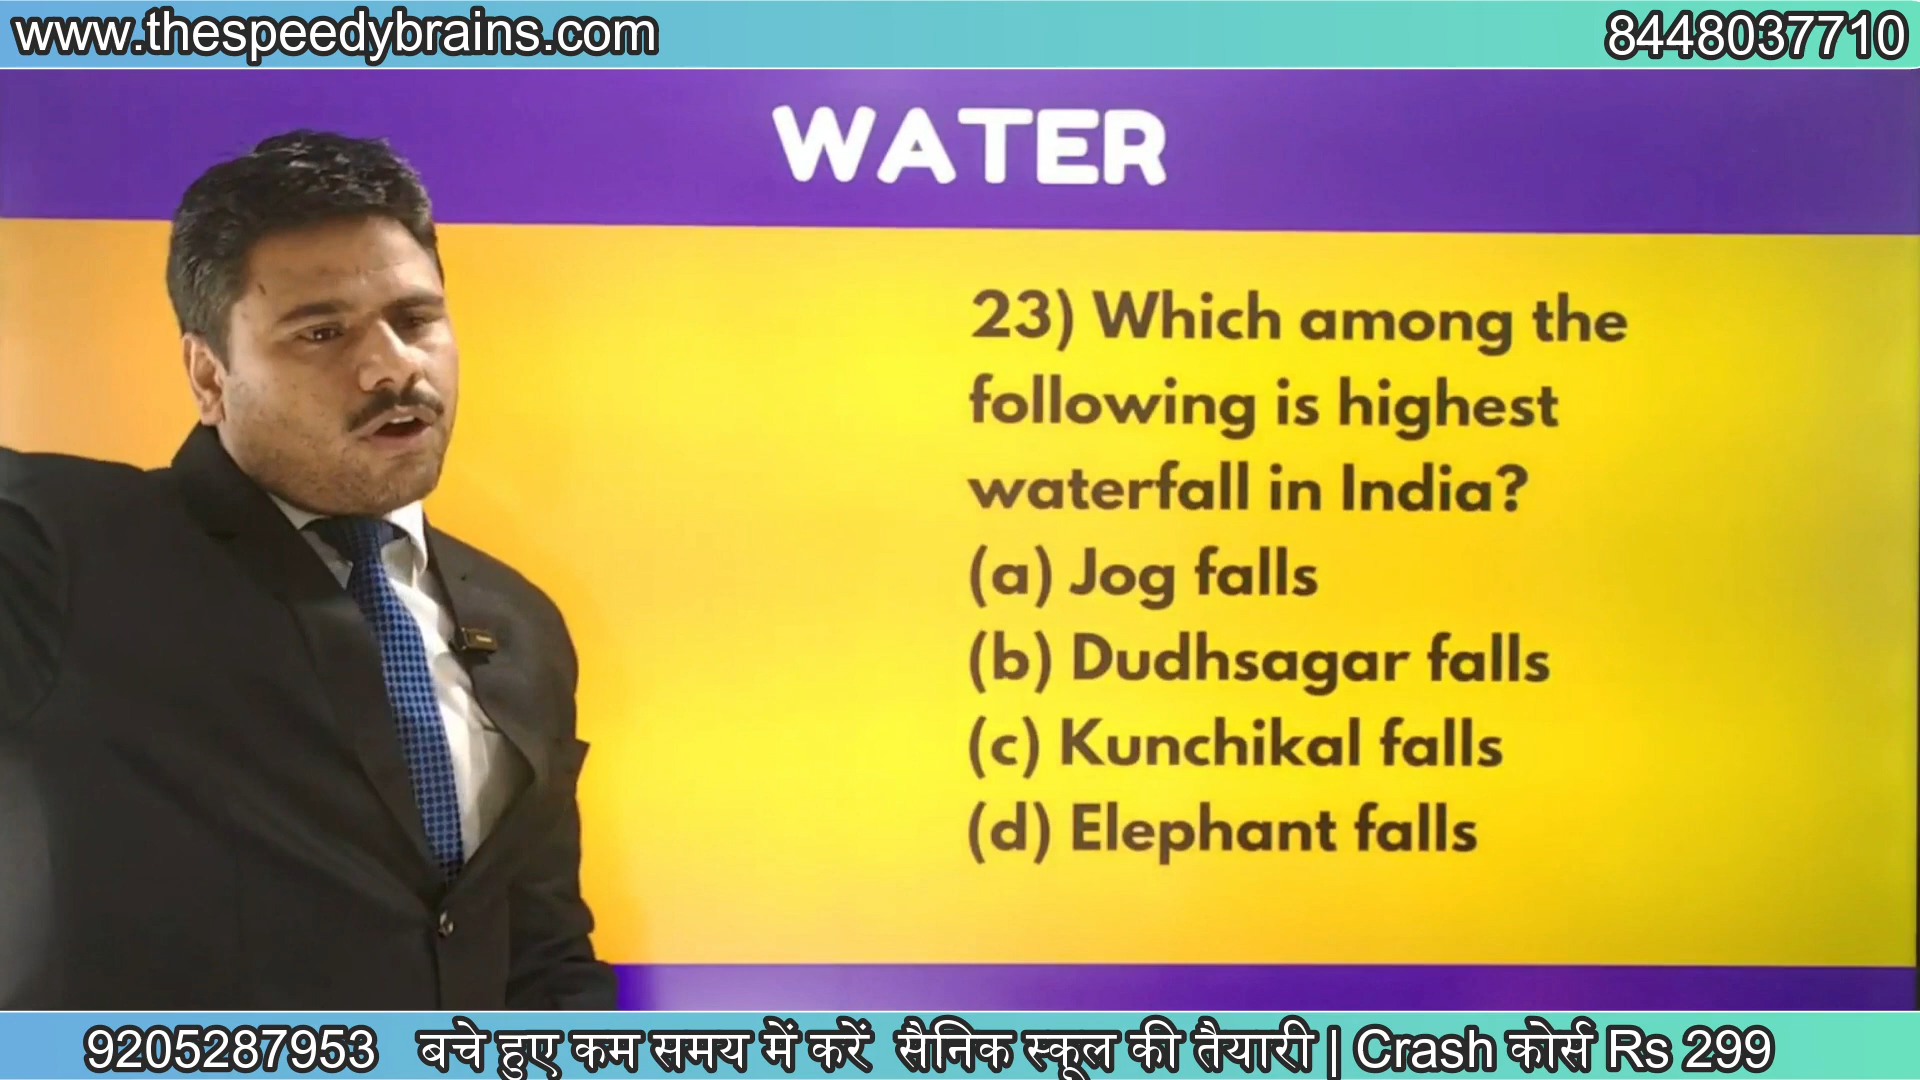 www.thespeedybrains.com
8448037710
WATER
23) Which among the
following is highest
waterfall in India?
(a) Jog falls
(b) Dudhsagar falls
(c) Kunchikal falls
(d) Elephant falls
9205287953 बचे हुए कम समय में करें सैनिक स्कूल की तैयारी | Crash कोर्स Rs 299